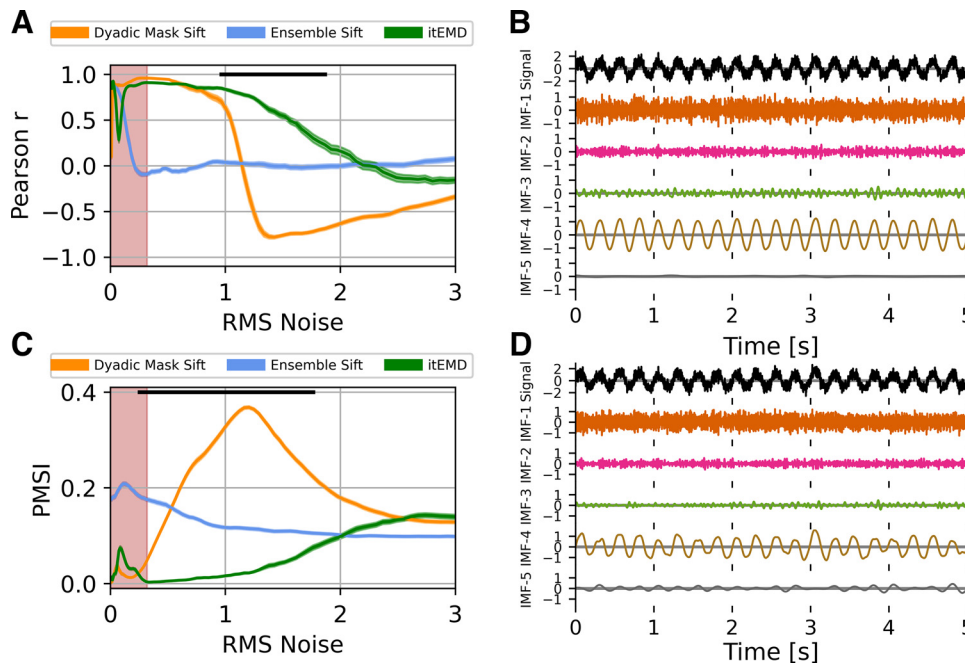 A
Dyadic Mask Sift Ensemble Sift itEMD
1.0
0.5
0.0
−0.5
−1.0
Pearson r
0 1 2 3
RMS Noise
B
IMF-5 IMF-4 IMF-3 IMF-2 IMF-1 Signal
2
0
−2
1
0
−1
1
0
−1
1
0
−1
1
0
−1
1
0
−1
0 1 2 3 4 5
Time [s]
C
Dyadic Mask Sift Ensemble Sift itEMD
0.4
0.2
0.0
PMSI
0 1 2 3
RMS Noise
D
IMF-5 IMF-4 IMF-3 IMF-2 IMF-1 Signal
2
0
−2
1
0
−1
1
0
−1
1
0
−1
1
0
−1
1
0
−1
0 1 2 3 4 5
Time [s]